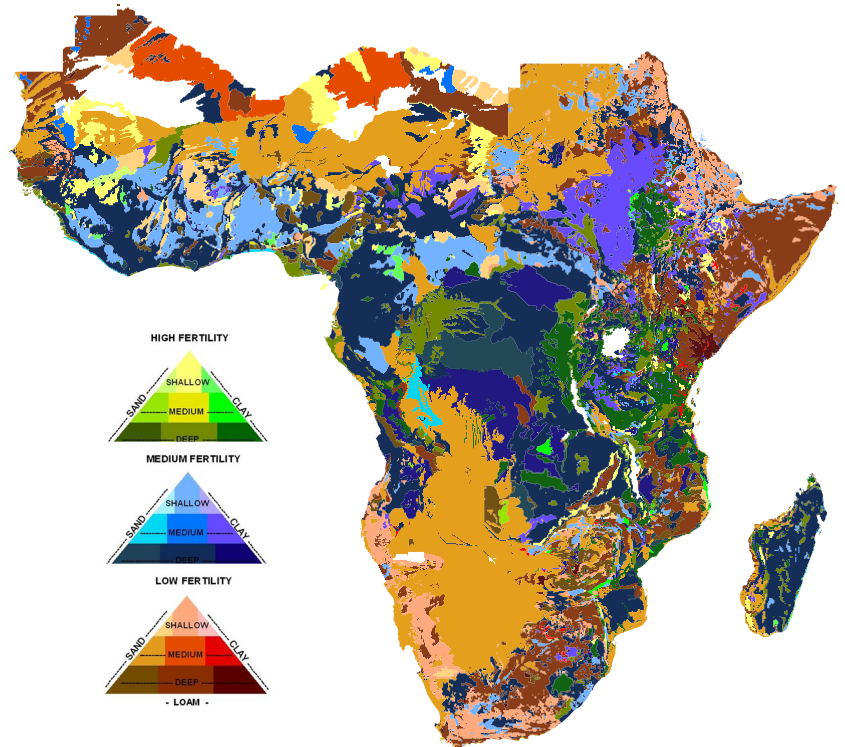 HIGH FERTILITY
SHALLOW
SAND
CLAY
MEDIUM
DEEP
MEDIUM FERTILITY
SHALLOW
SAND
CLAY
MEDIUM
DEEP
LOW FERTILITY
SHALLOW
SAND
CLAY
MEDIUM
DEEP
- LOAM -